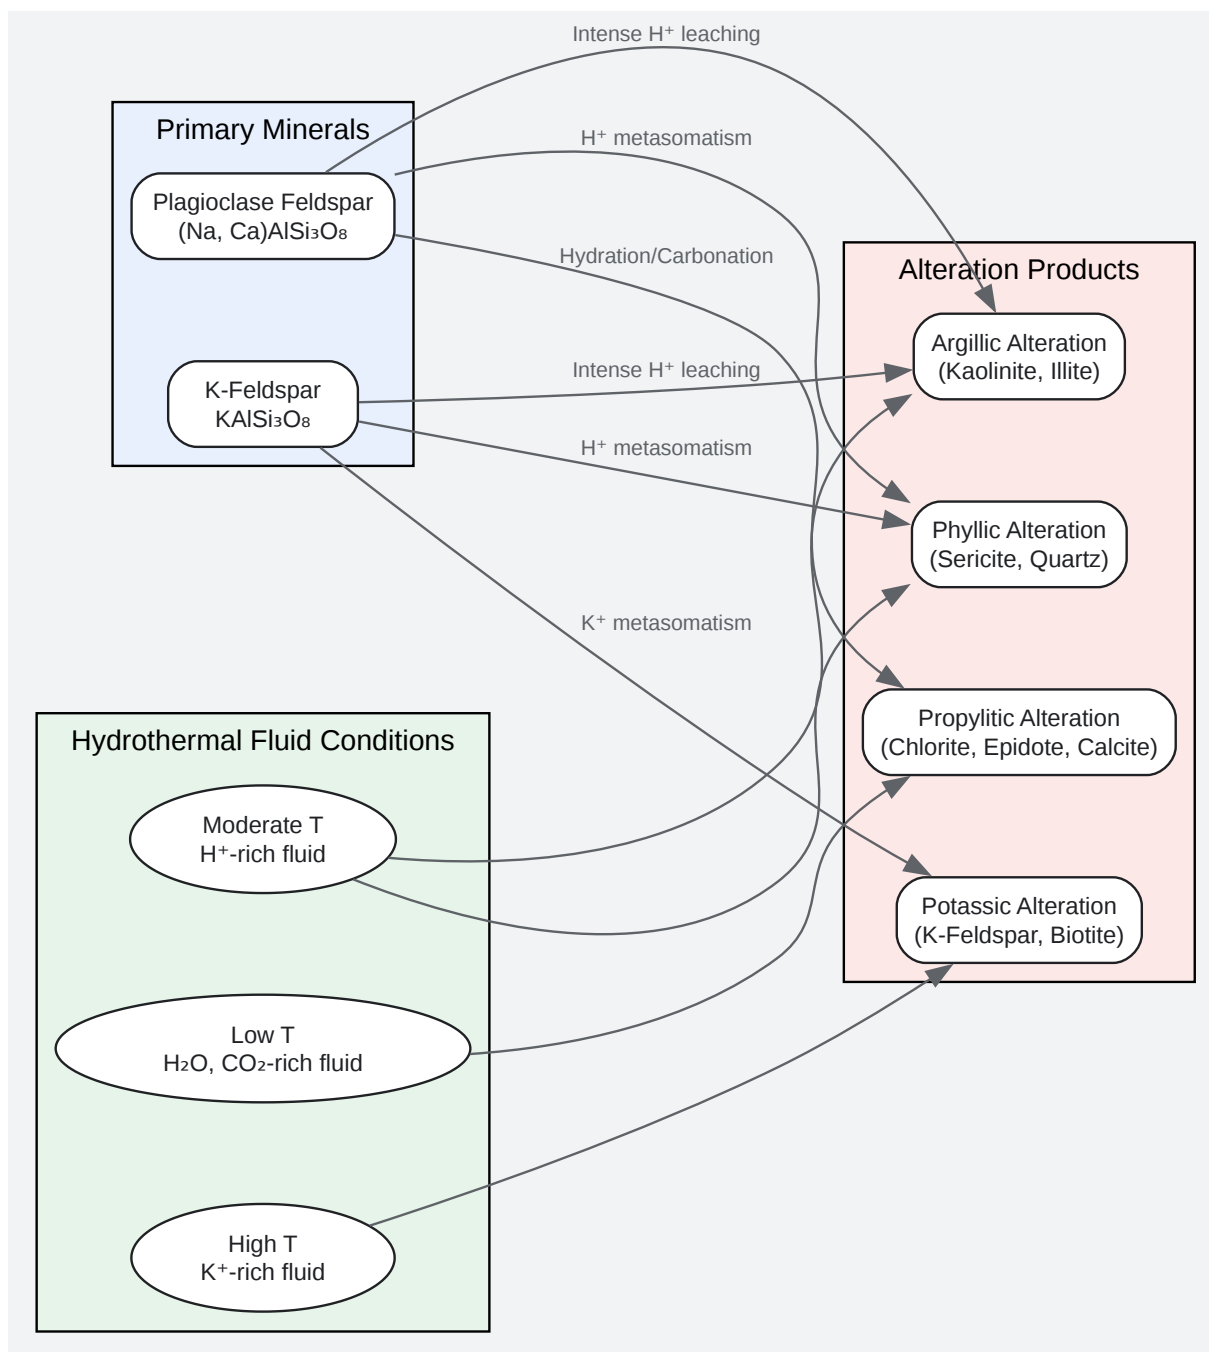 Intense H⁺ leaching
Primary Minerals
H⁺ metasomatism
Plagioclase Feldspar
(Na, Ca)AlSi₃O₈
Hydration/Carbonation
Alteration Products
Argillic Alteration
(Kaolinite, Illite)
Intense H⁺ leaching
K-Feldspar
KAlSi₃O₈
H⁺ metasomatism
Phyllic Alteration
(Sericite, Quartz)
K⁺ metasomatism
Propylitic Alteration
(Chlorite, Epidote, Calcite)
Hydrothermal Fluid Conditions
Moderate T
H⁺-rich fluid
Potassic Alteration
(K-Feldspar, Biotite)
Low T
H₂O, CO₂-rich fluid
High T
K⁺-rich fluid